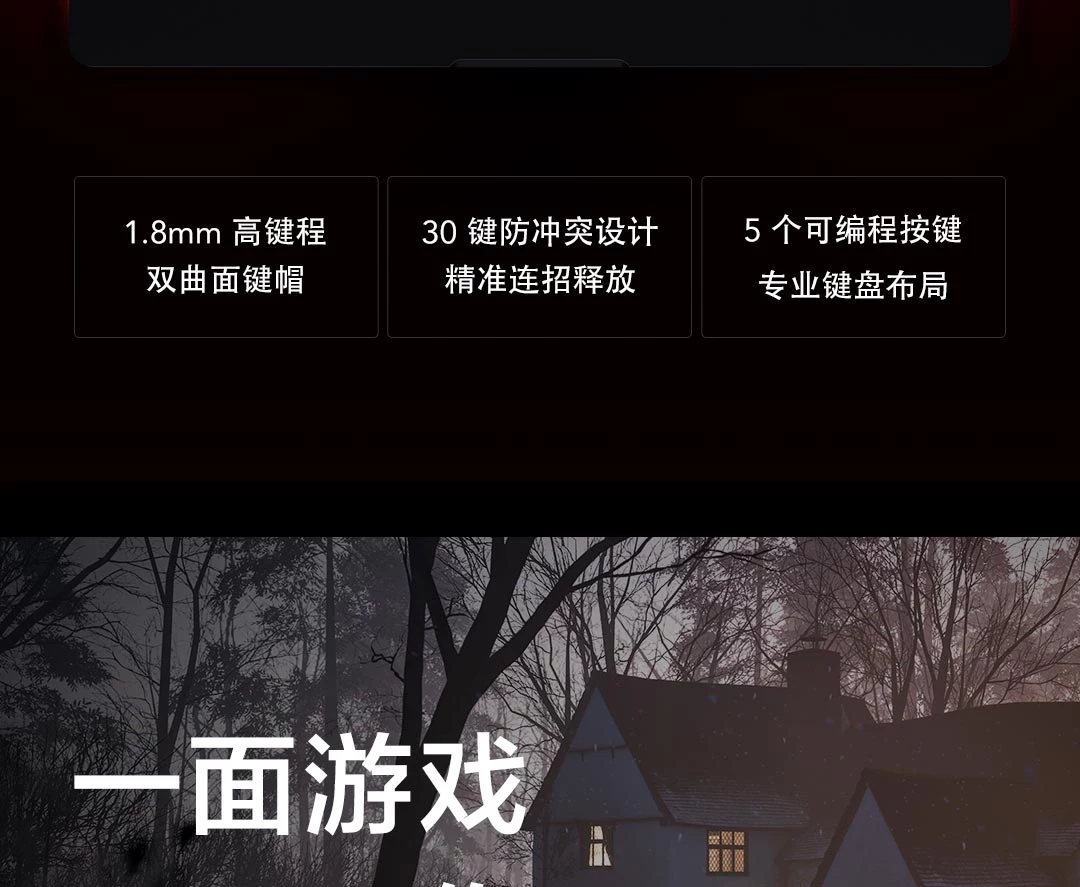 1.8mm 高键程
双曲面键帽
30 键防冲突设计
精准连招释放
5 个可编程按键
专业键盘布局
一面游戏